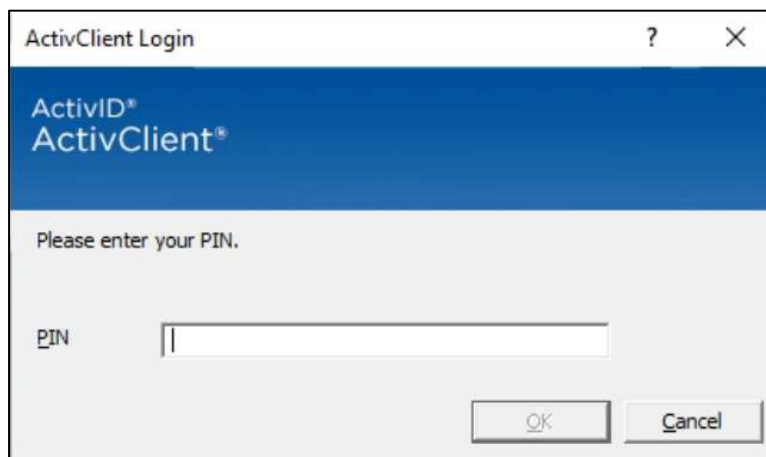 ActivClient Login ? X
ActivID®
ActivClient®
Please enter your PIN.
PIN
OK Cancel